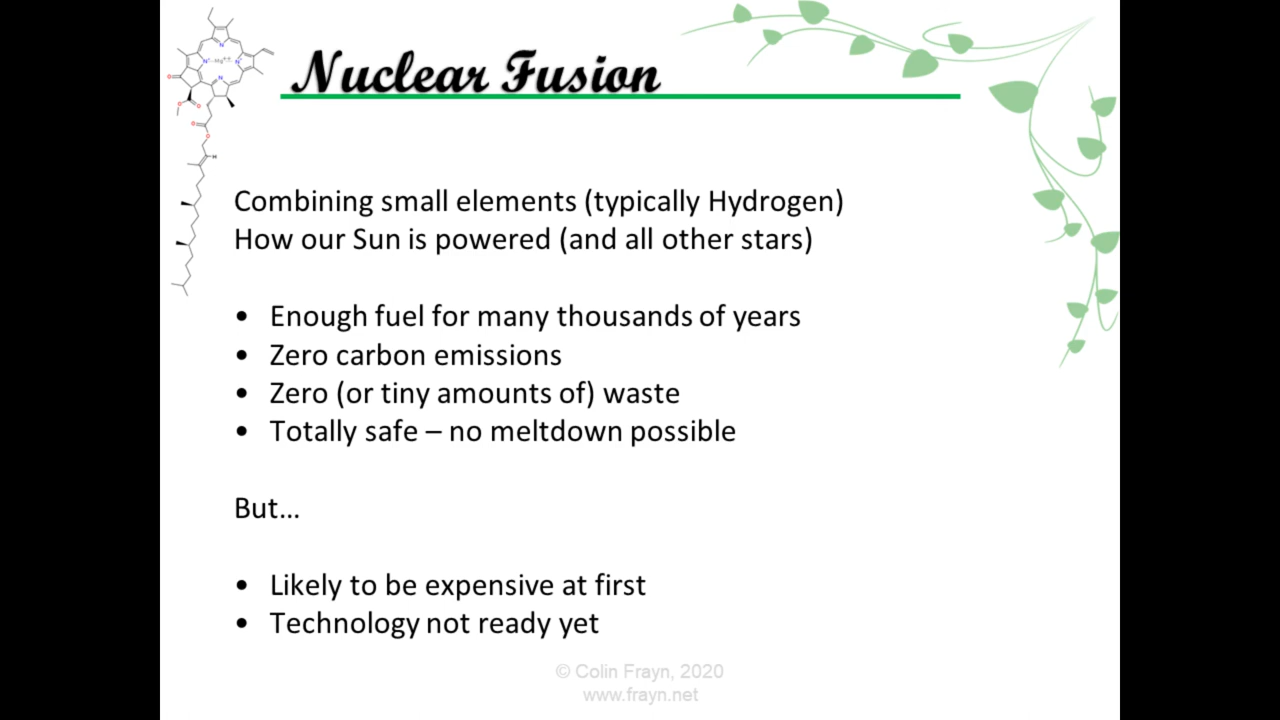 Nuclear Fusion
Combining small elements (typically Hydrogen)
How our Sun is powered (and all other stars)
• Enough fuel for many thousands of years
• Zero carbon emissions
• Zero (or tiny amounts of) waste
• Totally safe – no meltdown possible
But...
• Likely to be expensive at first
• Technology not ready yet
© Colin Frayn, 2020
www.frayn.net